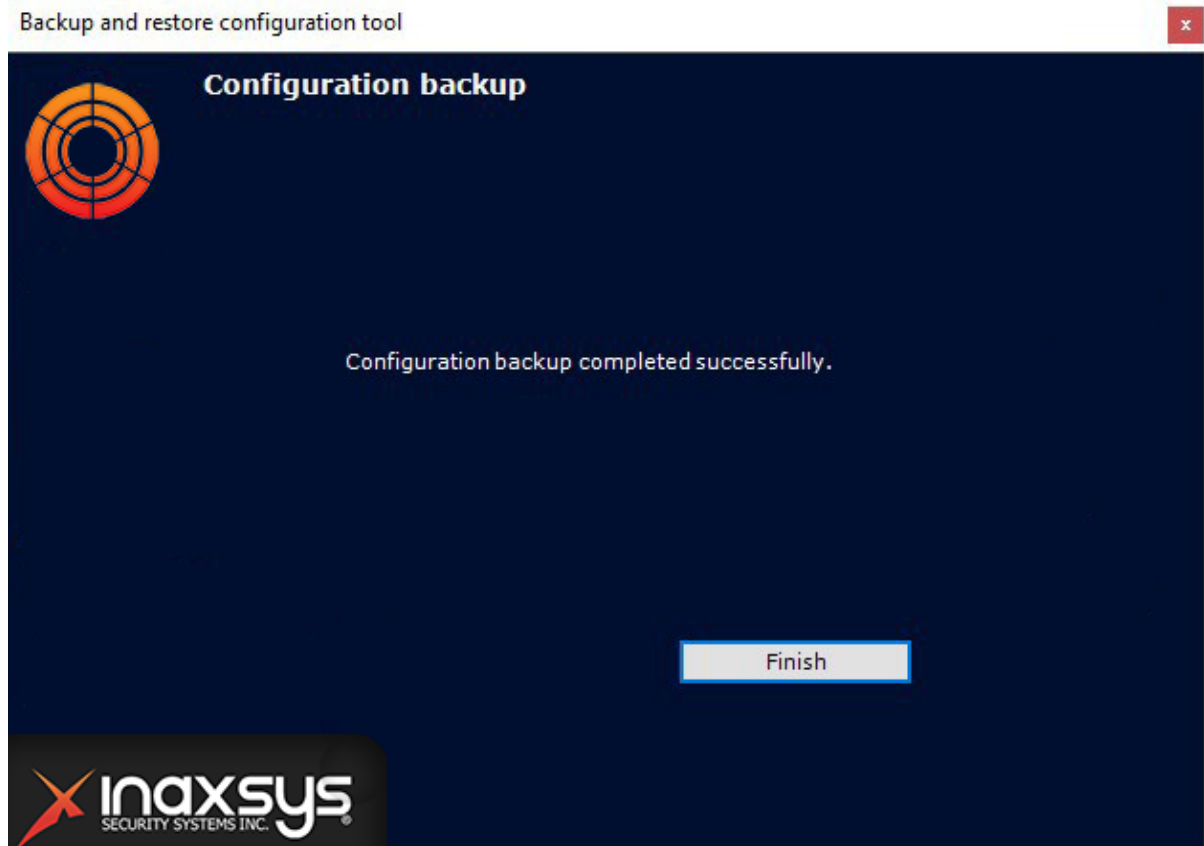 Backup and restore configuration tool
x
Configuration backup
Configuration backup completed successfully.
Finish
inaxsys
SECURITY SYSTEMS INC.
®